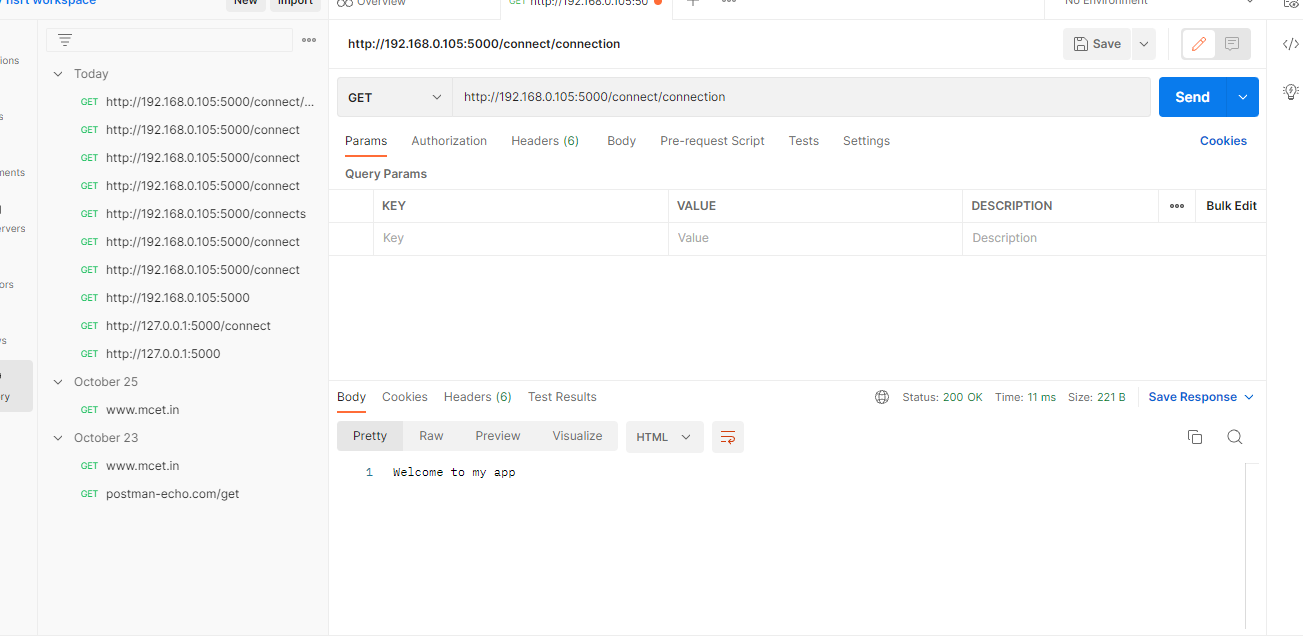 nsft workspace New Import Overview GET http://192.168.0.105:50 No Environment
http://192.168.0.105:5000/connect/connection Save
GET http://192.168.0.105:5000/connect/connection Send
Params Authorization Headers (6) Body Pre-request Script Tests Settings Cookies
Query Params
KEY VALUE DESCRIPTION Bulk Edit
Key Value Description
ions
s
ments
ervers
ors
vs
ry
Today
GET http://192.168.0.105:5000/connect/...
GET http://192.168.0.105:5000/connect
GET http://192.168.0.105:5000/connect
GET http://192.168.0.105:5000/connect
GET http://192.168.0.105:5000/connects
GET http://192.168.0.105:5000/connect
GET http://192.168.0.105:5000/connect
GET http://192.168.0.105:5000
GET http://127.0.0.1:5000/connect
GET http://127.0.0.1:5000
October 25
GET www.mcet.in
October 23
GET www.mcet.in
GET postman-echo.com/get
Body Cookies Headers (6) Test Results Status: 200 OK Time: 11 ms Size: 221 B Save Response
Pretty Raw Preview Visualize HTML
1 Welcome to my app